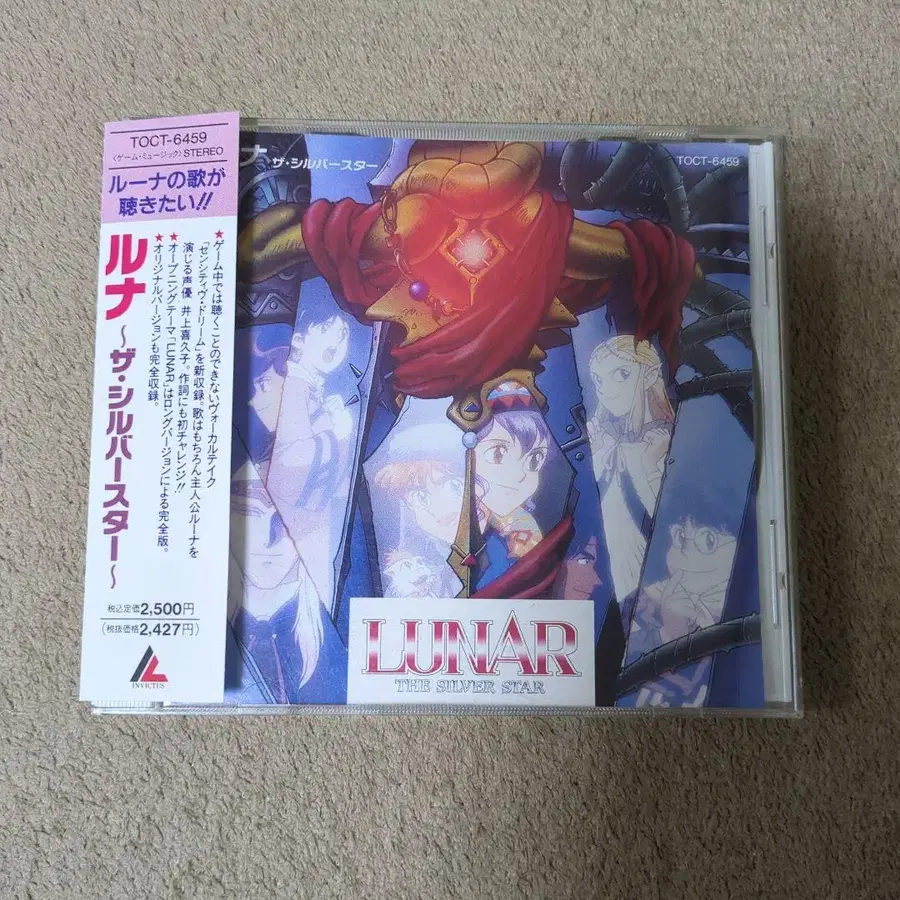 TOCT-6459
〈ゲーム・ミュージック〉STEREO
ルーナの歌が
聴きたい!!
ルナ
〜ザ・シルバースター〜
★ゲーム中では聴くことのできないヴォーカルテイク
「センシティヴ・ドリーム」を新収録。歌はもちろん主人公ルーナを
演じる声優 井上喜久子。作詞にも初チャレンジ!!
★オープニングテーマ「LUNAR」はロングバージョンによる完全版。
★オリジナルバージョンも完全収録。
税込定価2,500円
(税抜価格2,427円)
INVICTUS
ナ ザ・シルバースター
TOCT-6459
LUNAR
THE SILVER STAR